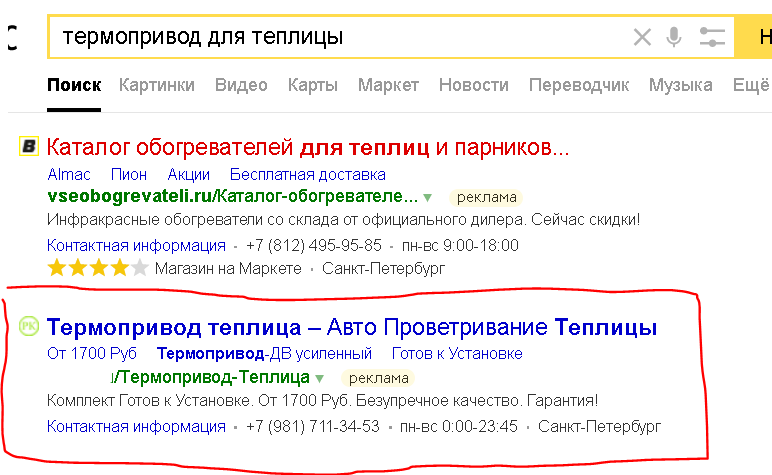 термопривод для теплицы
Поиск Картинки Видео Карты Маркет Новости Переводчик Музыка Ещё
Каталог обогревателей для теплиц и парников...
Almac Пион Акции Бесплатная доставка
vseobogrevateli.ru/Каталог-обогревателе... реклама
Инфракрасные обогреватели со склада от официального дилера. Сейчас скидки!
Контактная информация · +7 (812) 495-95-85 · пн-вс 9:00-18:00
Магазин на Маркете · Санкт-Петербург
РК Термопривод теплица – Авто Проветривание Теплицы
От 1700 Руб Термопривод-ДВ усиленный Готов к Установке
/Термопривод-Теплица реклама
Комплект Готов к Установке. От 1700 Руб. Безупречное качество. Гарантия!
Контактная информация · +7 (981) 711-34-53 · пн-вс 0:00-23:45 · Санкт-Петербург